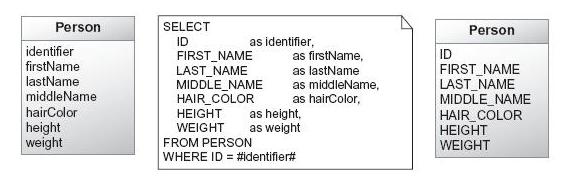 Person
identifier
firstName
lastName
middleName
hairColor
height
weight
SELECT
ID as identifier,
FIRST_NAME as firstName,
LAST_NAME as lastName
MIDDLE_NAME as middleName,
HAIR_COLOR as hairColor,
HEIGHT as height,
WEIGHT as weight
FROM PERSON
WHERE ID = #identifier#
Person
ID
FIRST_NAME
LAST_NAME
MIDDLE_NAME
HAIR_COLOR
HEIGHT
WEIGHT